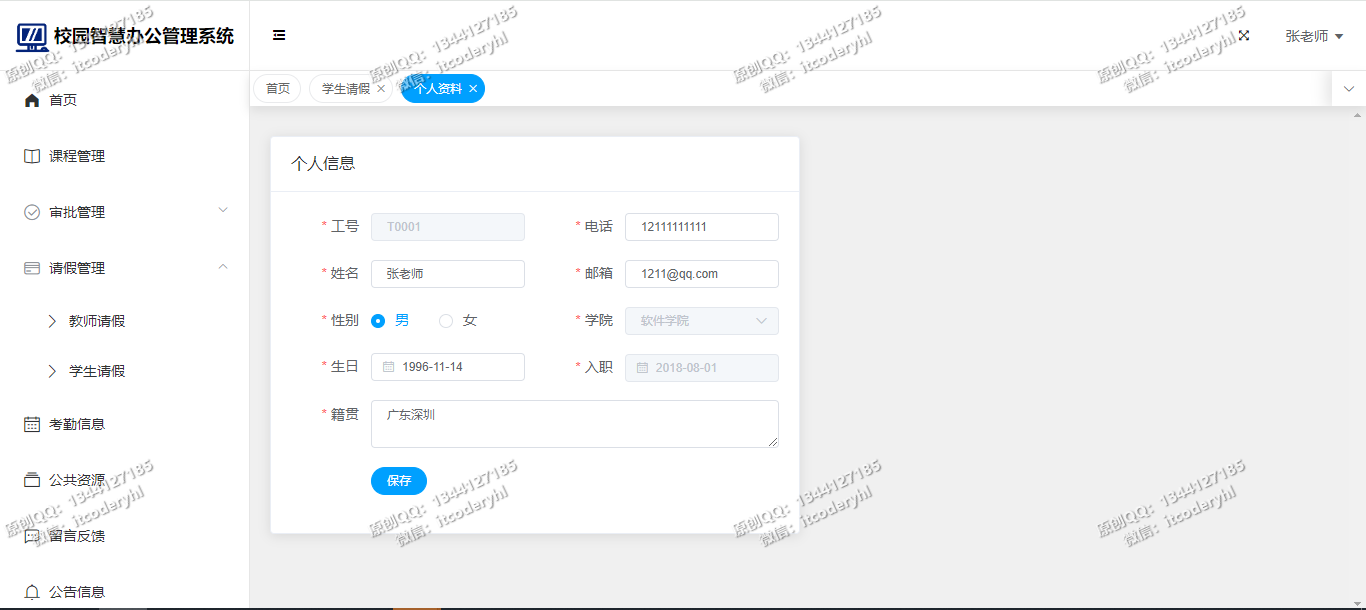 校园智慧办公管理系统
张老师
首页
学生请假
个人资料
首页
课程管理
审批管理
请假管理
教师请假
学生请假
考勤信息
公共资源
留言反馈
公告信息
个人信息
* 工号 T0001
* 电话 12111111111
* 姓名 张老师
* 邮箱 1211@qq.com
* 性别 男 女
* 学院 软件学院
* 生日 1996-11-14
* 入职 2018-08-01
* 籍贯 广东深圳
保存
原创QQ：1344127185
微信：itcoderyhl
原创QQ：1344127185
微信：itcoderyhl
原创QQ：1344127185
微信：itcoderyhl
原创QQ：1344127185
微信：itcoderyhl
原创QQ：1344127185
微信：itcoderyhl
原创QQ：1344127185
微信：itcoderyhl
原创QQ：1344127185
微信：itcoderyhl
原创QQ：1344127185
微信：itcoderyhl